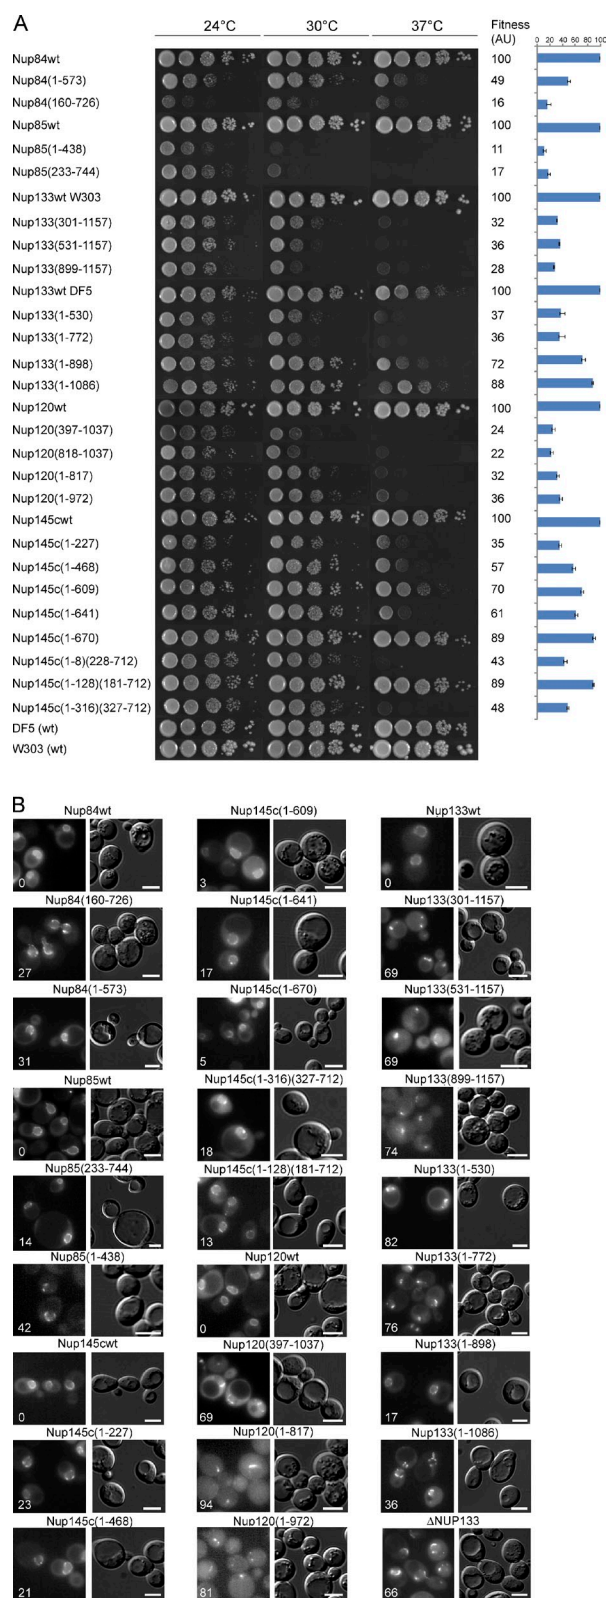 A
24°C 30°C 37°C Fitness
(AU)
0 20 40 60 80 100
Nup84wt 100
Nup84(1-573) 49
Nup84(160-726) 16
Nup85wt 100
Nup85(1-438) 11
Nup85(233-744) 17
Nup133wt W303 100
Nup133(301-1157) 32
Nup133(531-1157) 36
Nup133(899-1157) 28
Nup133wt DF5 100
Nup133(1-530) 37
Nup133(1-772) 36
Nup133(1-898) 72
Nup133(1-1086) 88
Nup120wt 100
Nup120(397-1037) 24
Nup120(818-1037) 22
Nup120(1-817) 32
Nup120(1-972) 36
Nup145cwt 100
Nup145c(1-227) 35
Nup145c(1-468) 57
Nup145c(1-609) 70
Nup145c(1-641) 61
Nup145c(1-670) 89
Nup145c(1-8)(228-712) 43
Nup145c(1-128)(181-712) 89
Nup145c(1-316)(327-712) 48
DF5 (wt)
W303 (wt)
B
Nup84wt Nup145c(1-609) Nup133wt
0 3 0
Nup84(160-726) Nup145c(1-641) Nup133(301-1157)
27 17 69
Nup84(1-573) Nup145c(1-670) Nup133(531-1157)
31 5 69
Nup85wt Nup145c(1-316)(327-712) Nup133(899-1157)
0 18 74
Nup85(233-744) Nup145c(1-128)(181-712) Nup133(1-530)
14 13 82
Nup85(1-438) Nup120wt Nup133(1-772)
42 0 76
Nup145cwt Nup120(397-1037) Nup133(1-898)
0 69 17
Nup145c(1-227) Nup120(1-817) Nup133(1-1086)
23 94 36
Nup145c(1-468) Nup120(1-972) ΔNUP133
21 81 66